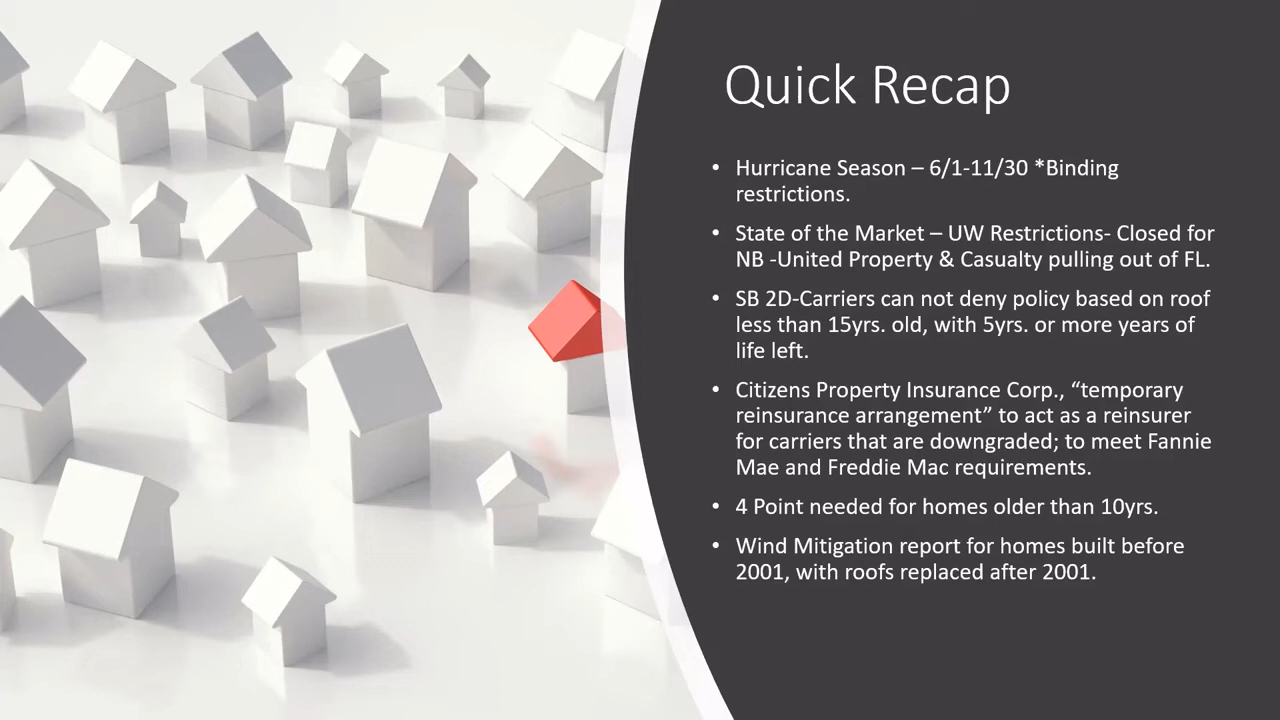 Quick Recap
• Hurricane Season – 6/1-11/30 *Binding
restrictions.
• State of the Market – UW Restrictions- Closed for
NB -United Property & Casualty pulling out of FL.
• SB 2D-Carriers can not deny policy based on roof
less than 15yrs. old, with 5yrs. or more years of
life left.
• Citizens Property Insurance Corp., “temporary
reinsurance arrangement” to act as a reinsurer
for carriers that are downgraded; to meet Fannie
Mae and Freddie Mac requirements.
• 4 Point needed for homes older than 10yrs.
• Wind Mitigation report for homes built before
2001, with roofs replaced after 2001.